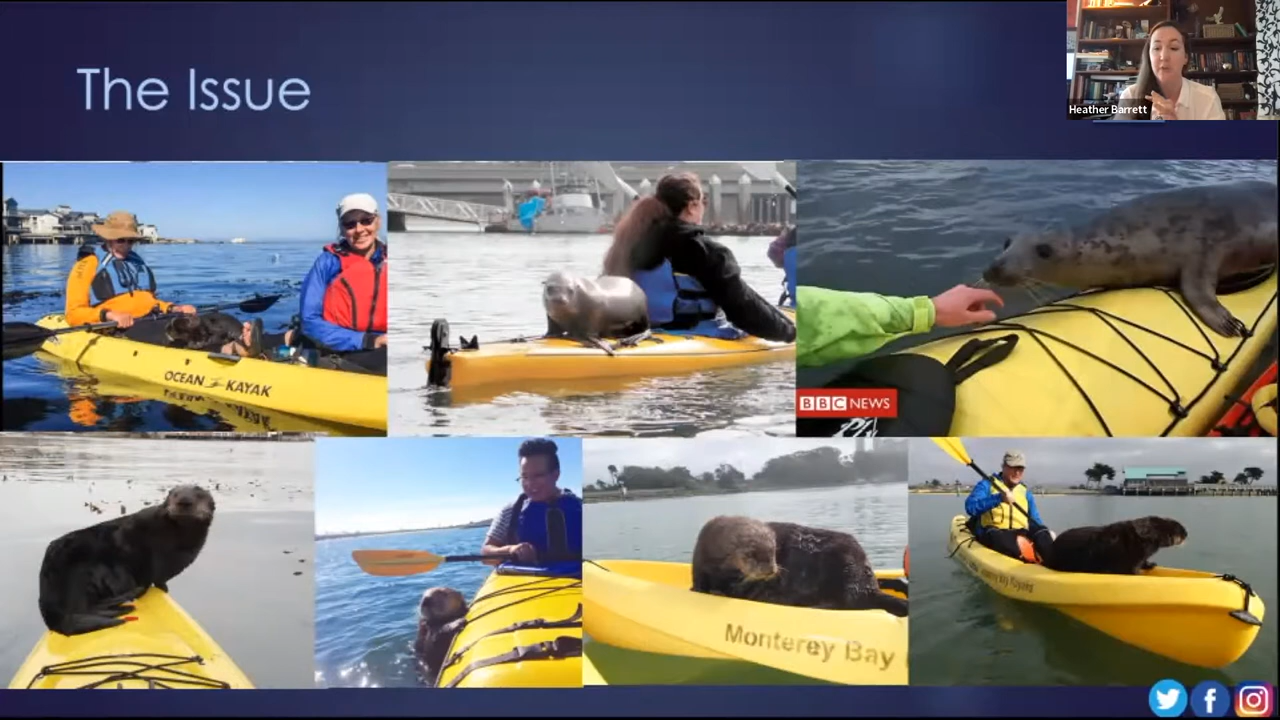 The Issue
Heather Barrett
OCEAN KAYAK
BBC NEWS
Monterey Bay